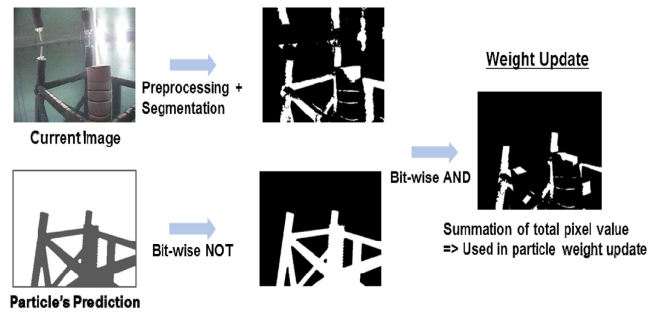 Weight Update
Preprocessing +
Segmentation
Current Image
Bit-wise AND
Summation of total pixel value
=> Used in particle weight update
Bit-wise NOT
Particle's Prediction